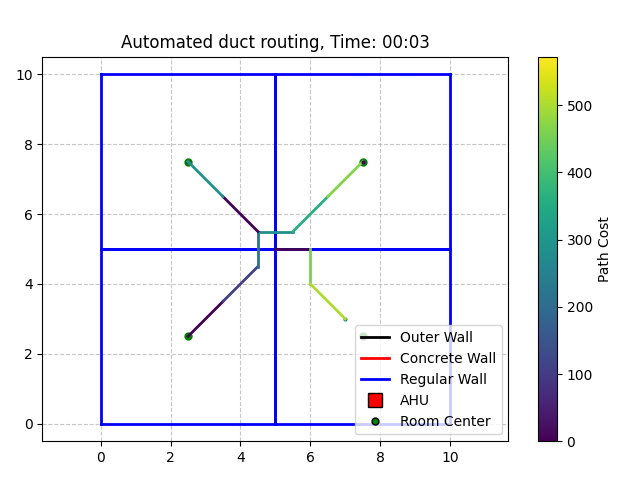 Automated duct routing, Time: 00:03
10
8
6
4
2
0
0
2
4
6
8
10
Outer Wall
Concrete Wall
Regular Wall
AHU
Room Center
500
400
300
200
100
0
Path Cost